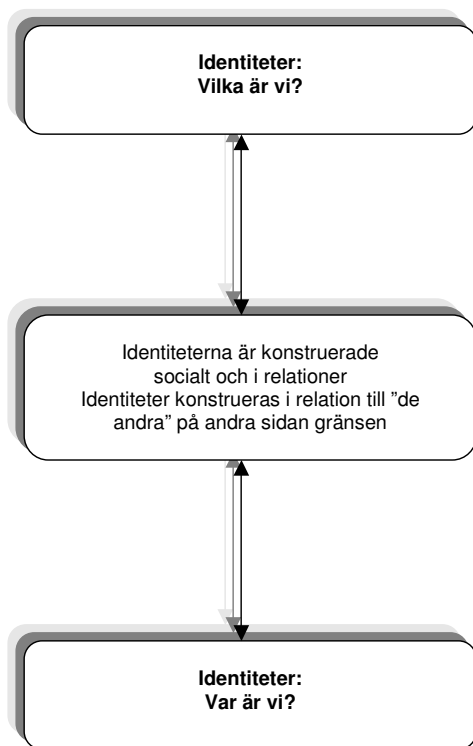 Identiteter:
Vilka är vi?
Identiteterna är konstruerade
socialt och i relationer
Identiteter konstrueras i relation till ”de
andra” på andra sidan gränsen
Identiteter:
Var är vi?